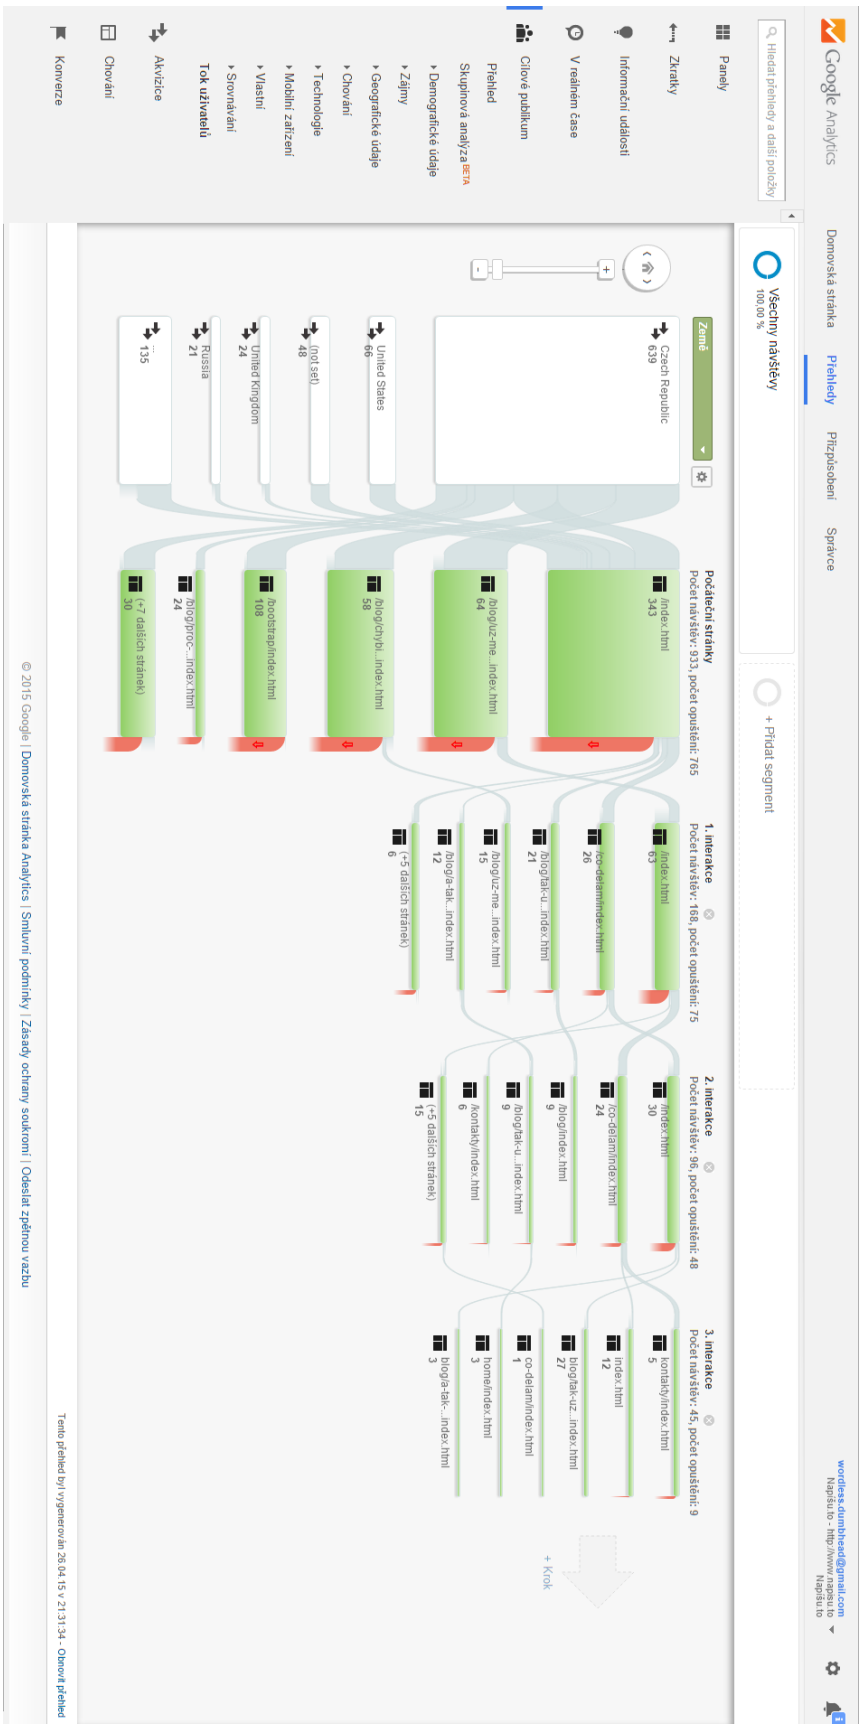 Google Analytics
Domovská stránka
Přehledy
Přizpůsobení
Správce
wordless.dumbhead@gmail.com
Napíšu.to - http://www.napisu.to
Napíšu.to
Hledat přehledy a další položky
Panely
Zkratky
Informační události
V reálném čase
Cílové publikum
Přehled
Skupinová analýza BETA
Demografické údaje
Zájmy
Geografické údaje
Chování
Technologie
Mobilní zařízení
Vlastní
Srovnávání
Tok uživatelů
Akvizice
Chování
Konverze
Všechny návštěvy
100,00 %
+ Přidat segment
Země
Czech Republic
639
United States
66
(not set)
48
United Kingdom
24
Russia
21
...
135
Počáteční stránky
Počet návštěv: 933, počet opuštění: 765
/index.html
343
/blog/uz-me...index.html
64
/blog/chybi...index.html
58
/bootstrap/index.html
108
/blog/proc-...index.html
24
(+7 dalších stránek)
30
1. interakce
Počet návštěv: 168, počet opuštění: 75
/index.html
63
/co-delam/index.html
26
/blog/tak-u...index.html
21
/blog/uz-me...index.html
15
/blog/a-tak...index.html
12
(+5 dalších stránek)
6
2. interakce
Počet návštěv: 96, počet opuštění: 48
/index.html
30
/co-delam/index.html
24
/blog/index.html
9
/blog/tak-u...index.html
9
/kontakty/index.html
6
(+5 dalších stránek)
15
3. interakce
Počet návštěv: 45, počet opuštění: 9
kontakty/index.html
5
index.html
12
blog/tak-uz...index.html
27
co-delam/index.html
1
home/index.html
3
blog/a-tak-...index.html
3
+ Krok
Tento přehled byl vygenerován 26.04.15 v 21:31:34 - Obnovit přehled
© 2015 Google | Domovská stránka Analytics | Smluvní podmínky | Zásady ochrany soukromí | Odeslat zpětnou vazbu